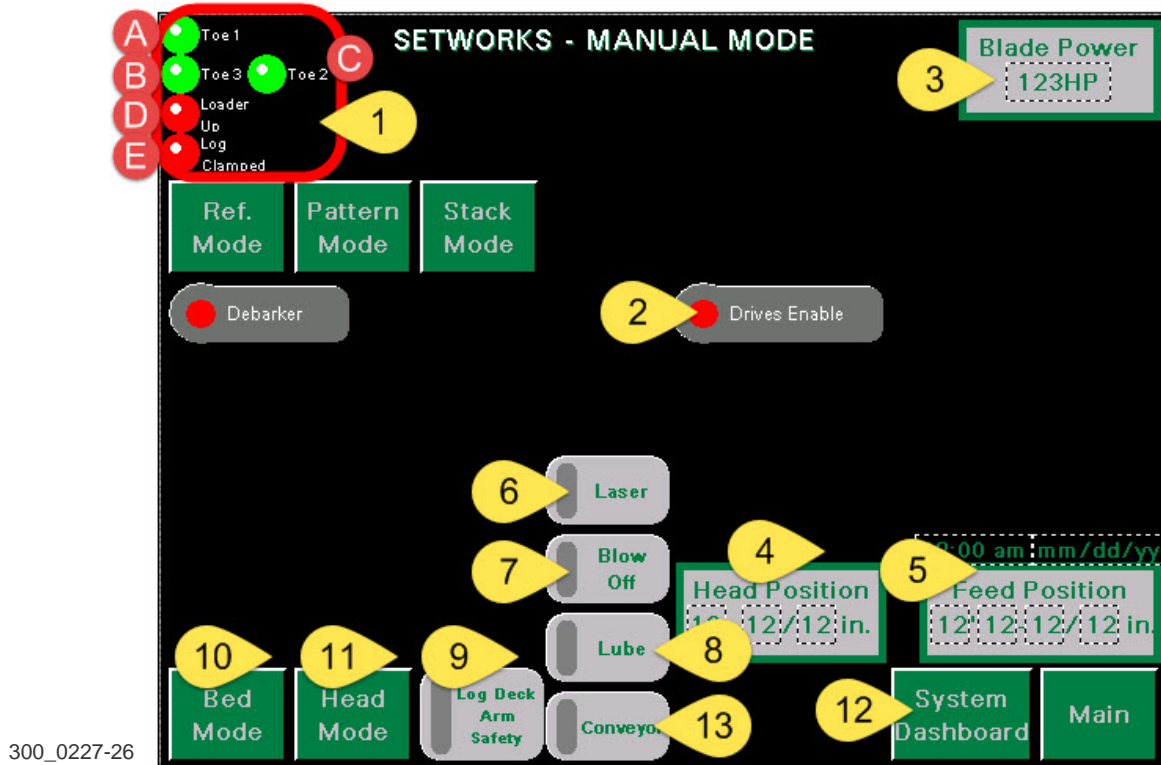 A
Toe 1
SETWORKS - MANUAL MODE
Blade Power
B
Toe 3
Toe 2
C
3
123HP
D
Loader
Up
1
E
Log
Clamped
Ref.
Mode
Pattern
Mode
Stack
Mode
Debarker
2
Drives Enable
6
Laser
7
Blow
Off
4
:00 am mm/dd/yy
5
Head Position
12/12 in.
Feed Position
12'12-12/12 in.
8
Lube
10
Bed
Mode
11
Head
Mode
9
Log Deck
Arm
Safety
13
12
System
Dashboard
Main
300_0227-26